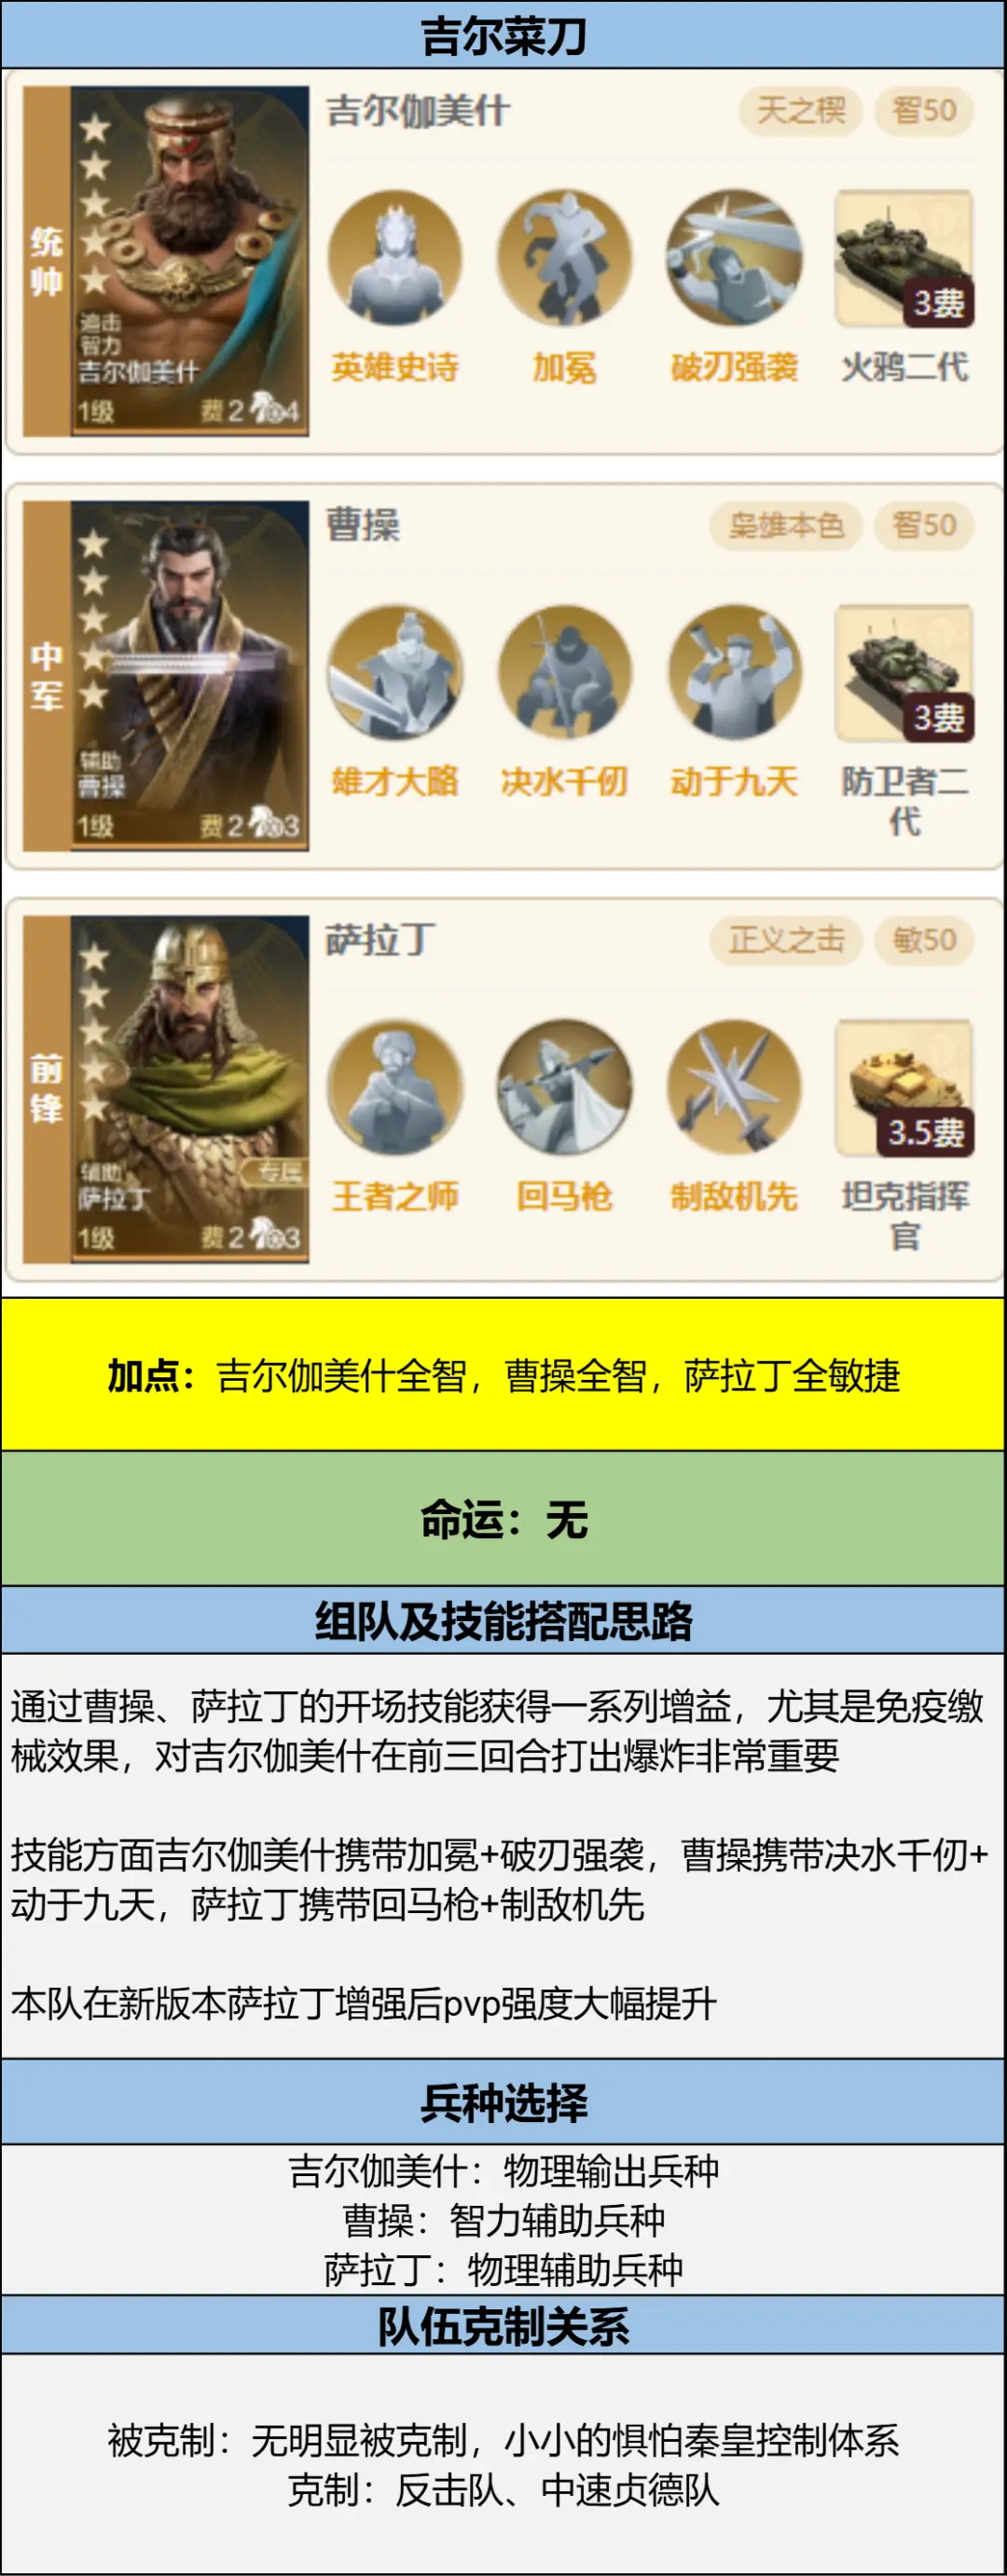 吉尔菜刀
吉尔伽美什
天之楔
智50
统帅
追击
智力
吉尔伽美什
1级
费2
4
英雄史诗
加冕
破刃强袭
3费
火鸦二代
曹操
枭雄本色
智50
中军
辅助
曹操
1级
费2
3
雄才大略
决水千仞
动于九天
3费
防卫者二
代
萨拉丁
正义之击
敏50
前锋
辅助
专属
萨拉丁
1级
费2
3
王者之师
回马枪
制敌机先
3.5费
坦克指挥
官
加点：吉尔伽美什全智，曹操全智，萨拉丁全敏捷
命运：无
组队及技能搭配思路
通过曹操、萨拉丁的开场技能获得一系列增益，尤其是免疫缴
械效果，对吉尔伽美什在前三回合打出爆炸非常重要
技能方面吉尔伽美什携带加冕+破刃强袭，曹操携带决水千仞+
动于九天，萨拉丁携带回马枪+制敌机先
本队在新版本萨拉丁增强后pvp强度大幅提升
兵种选择
吉尔伽美什：物理输出兵种
曹操：智力辅助兵种
萨拉丁：物理辅助兵种
队伍克制关系
被克制：无明显被克制，小小的惧怕秦皇控制体系
克制：反击队、中速贞德队